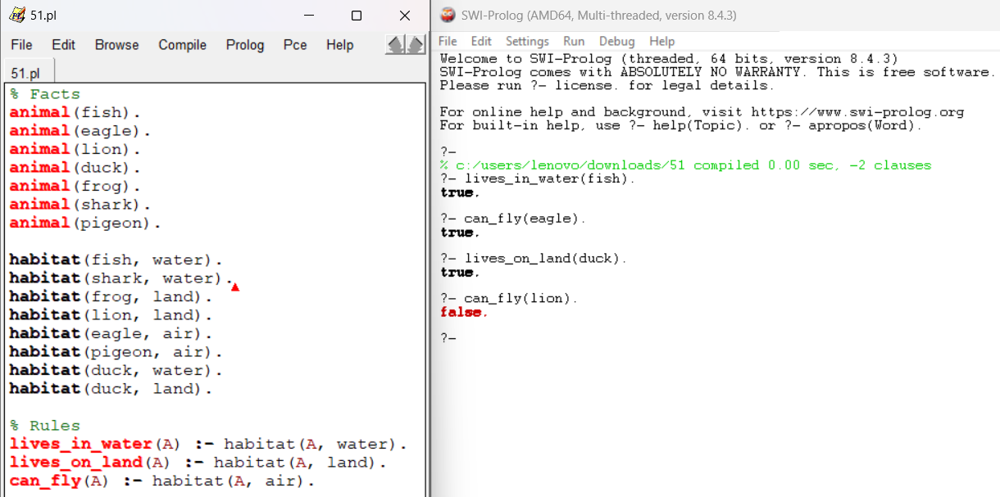 51.pl
File Edit Browse Compile Prolog Pce Help
51.pl
% Facts
animal(fish).
animal(eagle).
animal(lion).
animal(duck).
animal(frog).
animal(shark).
animal(pigeon).
habitat(fish, water).
habitat(shark, water).
habitat(frog, land).
habitat(lion, land).
habitat(eagle, air).
habitat(pigeon, air).
habitat(duck, water).
habitat(duck, land).
% Rules
lives_in_water(A) :- habitat(A, water).
lives_on_land(A) :- habitat(A, land).
can_fly(A) :- habitat(A, air).
SWI-Prolog (AMD64, Multi-threaded, version 8.4.3)
File Edit Settings Run Debug Help
Welcome to SWI-Prolog (threaded, 64 bits, version 8.4.3)
SWI-Prolog comes with ABSOLUTELY NO WARRANTY. This is free software.
Please run ?- license. for legal details.
For online help and background, visit https://www.swi-prolog.org
For built-in help, use ?- help(Topic). or ?- apropos(Word).
?-
% c:/users/lenovo/downloads/51 compiled 0.00 sec, -2 clauses
?- lives_in_water(fish).
true.
?- can_fly(eagle).
true.
?- lives_on_land(duck).
true.
?- can_fly(lion).
false.
?-